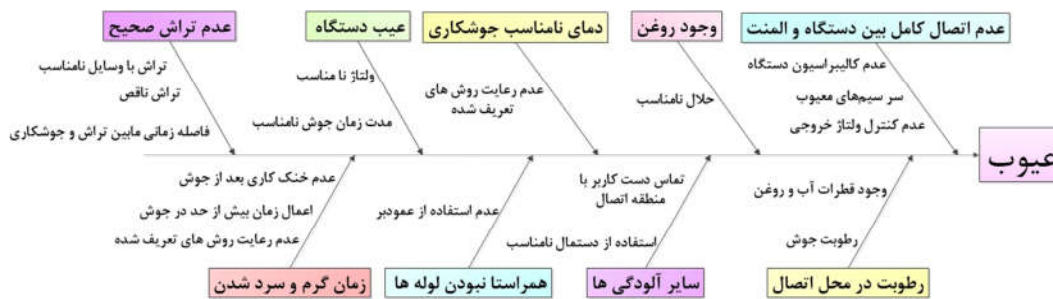 عدم اتصال کامل بین دستگاه و المنت
وجود روغن
دمای نامناسب جوشکاری
عیب دستگاه
عدم تراش صحیح
عدم کالیبراسیون دستگاه
سر سیم‌های معیوب
عدم کنترل ولتاژ خروجی
حلال نامناسب
عدم رعایت روش های
تعریف شده
ولتاژ نا مناسب
مدت زمان جوش نامناسب
تراش با وسایل نامناسب
تراش ناقص
فاصله زمانی مابین تراش و جوشکاری
عیوب
وجود قطرات آب و روغن
رطوبت جوش
تماس دست کاربر با
منطقه اتصال
استفاده از دستمال نامناسب
عدم استفاده از عمودبر
عدم خنک کاری بعد از جوش
اعمال زمان بیش از حد در جوش
عدم رعایت روش های تعریف شده
رطوبت در محل اتصال
سایر آلودگی ها
همراستا نبودن لوله ها
زمان گرم و سرد شدن